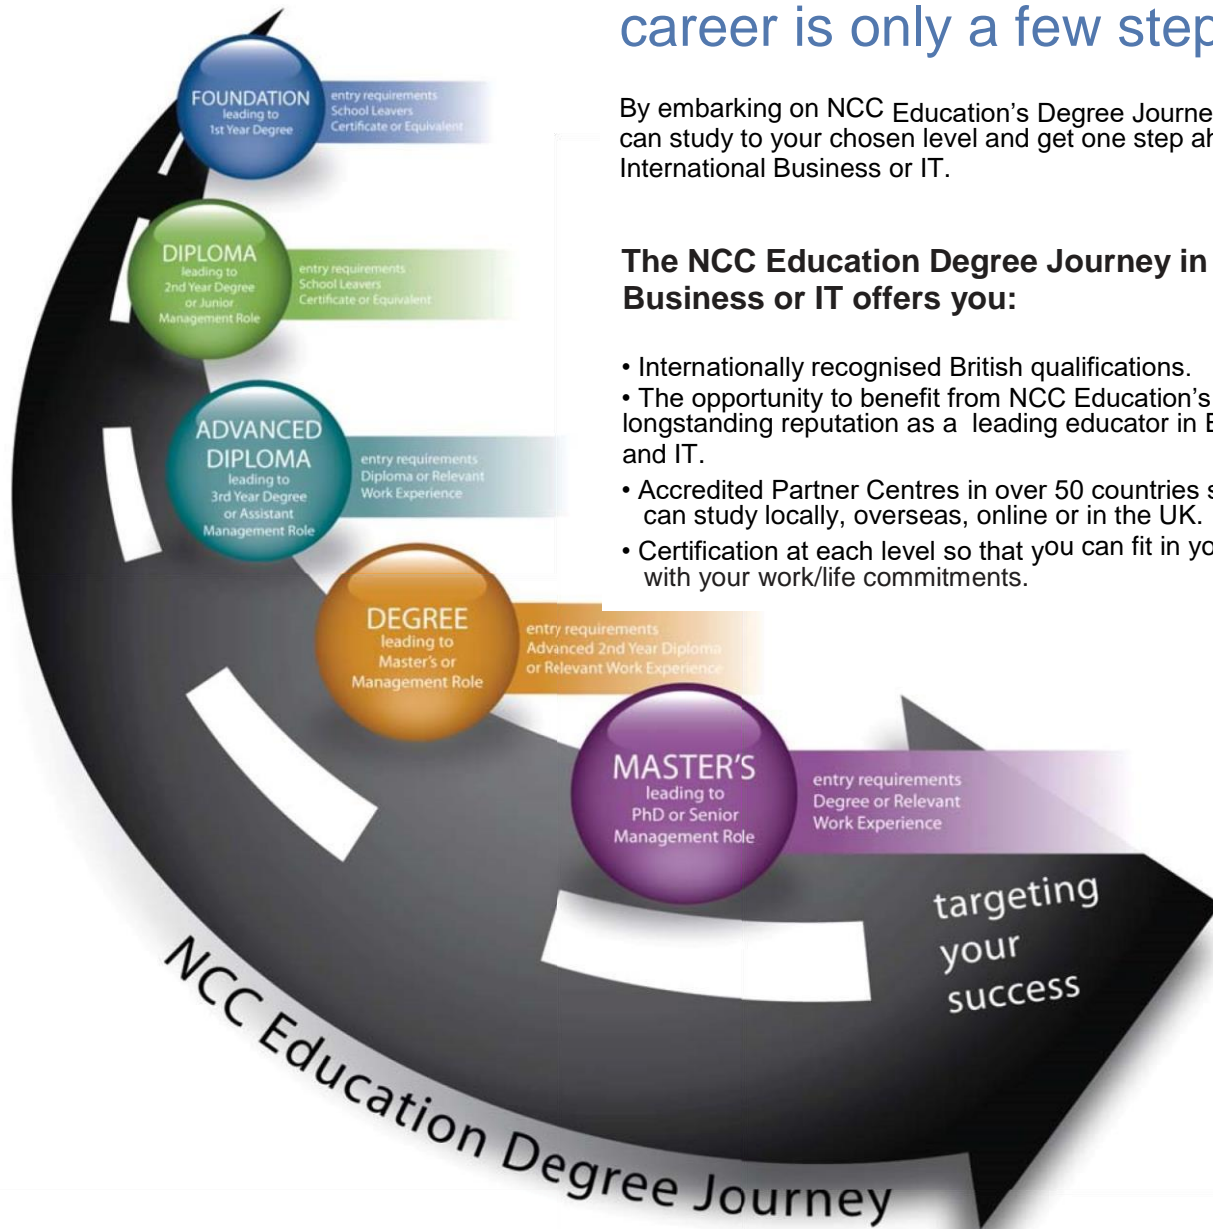 career is only a few step
By embarking on NCC Education's Degree Journe
can study to your chosen level and get one step ah
International Business or IT.
The NCC Education Degree Journey in
Business or IT offers you:
• Internationally recognised British qualifications.
• The opportunity to benefit from NCC Education's
longstanding reputation as a leading educator in B
and IT.
• Accredited Partner Centres in over 50 countries s
can study locally, overseas, online or in the UK.
• Certification at each level so that you can fit in yo
with your work/life commitments.
FOUNDATION
leading to
1st Year Degree
entry requirements
School Leavers
Certificate or Equivalent
DIPLOMA
leading to
2nd Year Degree
or Junior
Management Role
entry requirements
School Leavers
Certificate or Equivalent
ADVANCED
DIPLOMA
leading to
3rd Year Degree
or Assistant
Management Role
entry requirements
Diploma or Relevant
Work Experience
DEGREE
leading to
Master's or
Management Role
entry requirements
Advanced 2nd Year Diploma
or Relevant Work Experience
MASTER'S
leading to
PhD or Senior
Management Role
entry requirements
Degree or Relevant
Work Experience
targeting
your
success
NCC Education Degree Journey